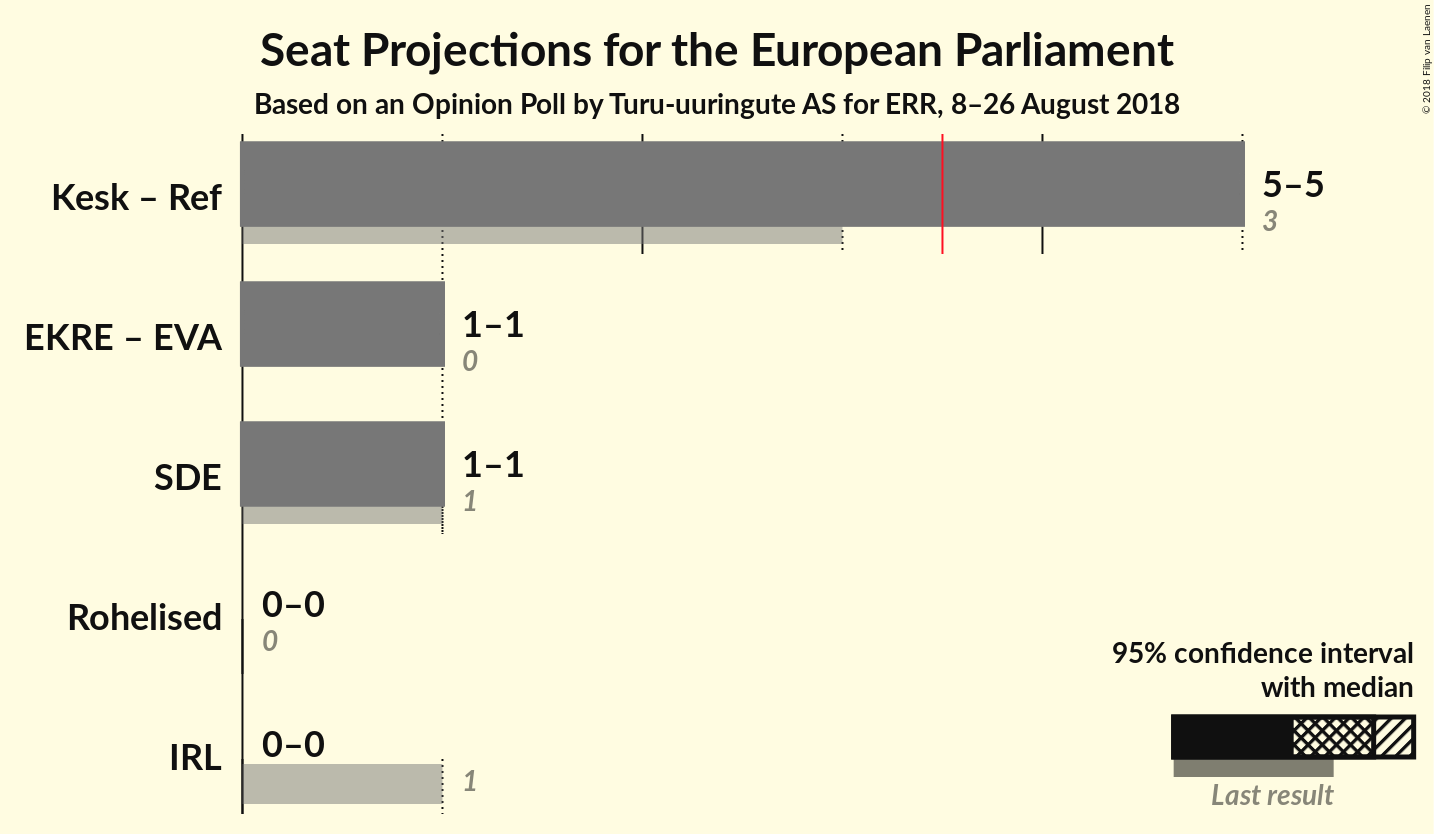 Seat Projections for the European Parliament
Based on an Opinion Poll by Turu-uuringute AS for ERR, 8–26 August 2018
© 2018 Filip van Laenen
Kesk – Ref
5–5
3
EKRE – EVA
1–1
0
SDE
1–1
1
Rohelised
0–0
0
IRL
0–0
1
95% confidence interval
with median
Last result